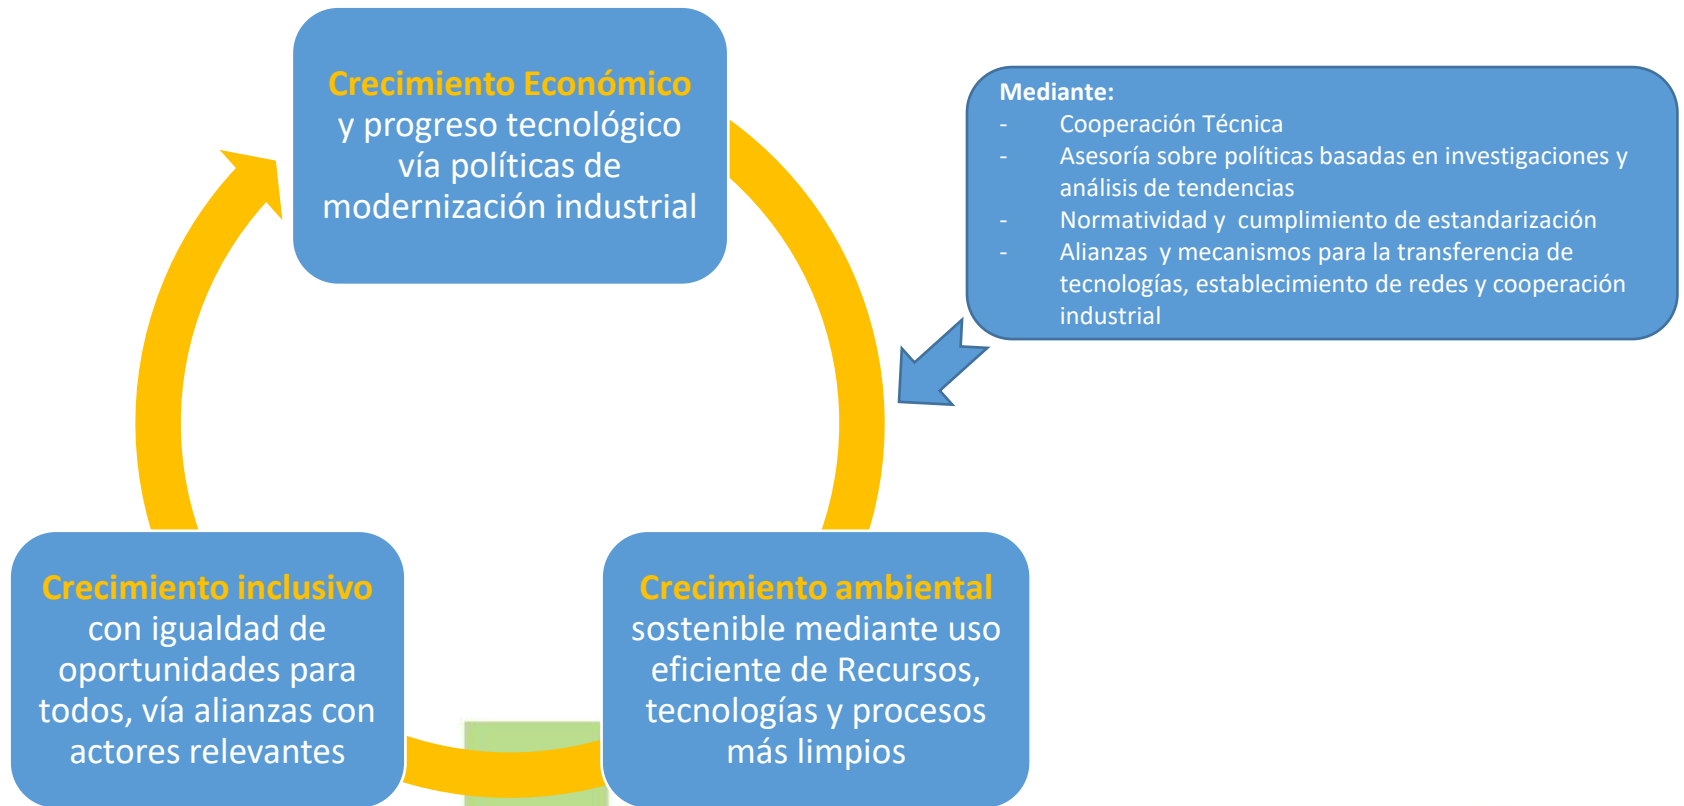 Crecimiento Económico
y progreso tecnológico
vía políticas de
modernización industrial
Mediante:
- Cooperación Técnica
- Asesoría sobre políticas basadas en investigaciones y
análisis de tendencias
- Normatividad y cumplimiento de estandarización
- Alianzas y mecanismos para la transferencia de
tecnologías, establecimiento de redes y cooperación
industrial
Crecimiento inclusivo
con igualdad de
oportunidades para
todos, vía alianzas con
actores relevantes
Crecimiento ambiental
sostenible mediante uso
eficiente de Recursos,
tecnologías y procesos
más limpios